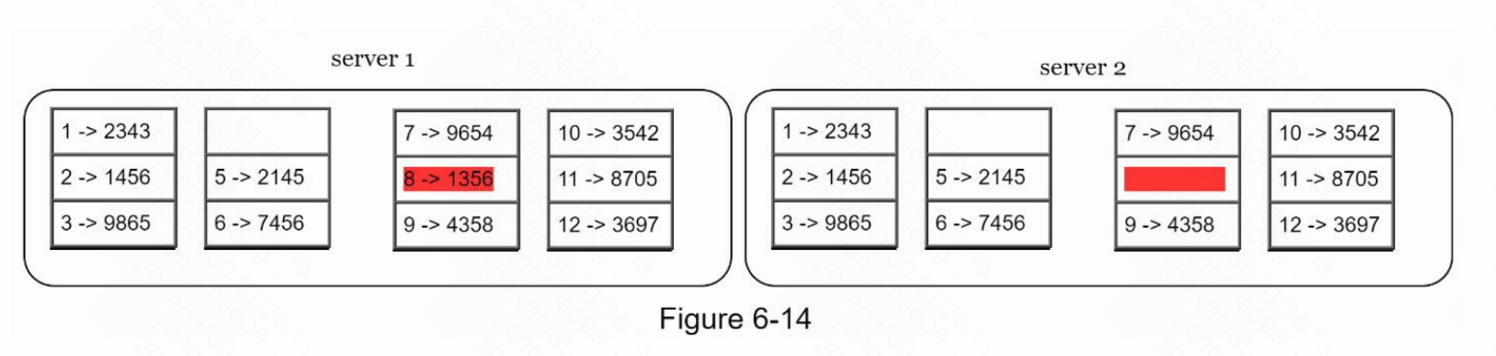 server 1
1 -> 2343
2 -> 1456
3 -> 9865
5 -> 2145
6 -> 7456
7 -> 9654
8 -> 1356
9 -> 4358
10 -> 3542
11 -> 8705
12 -> 3697
server 2
1 -> 2343
2 -> 1456
3 -> 9865
5 -> 2145
6 -> 7456
7 -> 9654
9 -> 4358
10 -> 3542
11 -> 8705
12 -> 3697
Figure 6-14